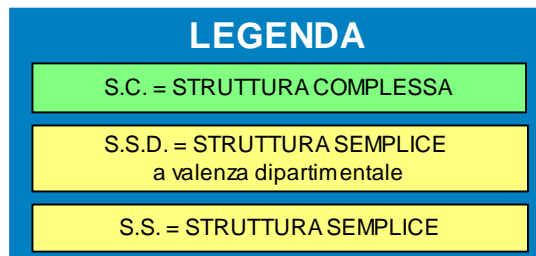 LEGENDA
S.C. = STRUTTURA COMPLESSA
S.S.D. = STRUTTURA SEMPLICE
a valenza dipartimentale
S.S. = STRUTTURA SEMPLICE